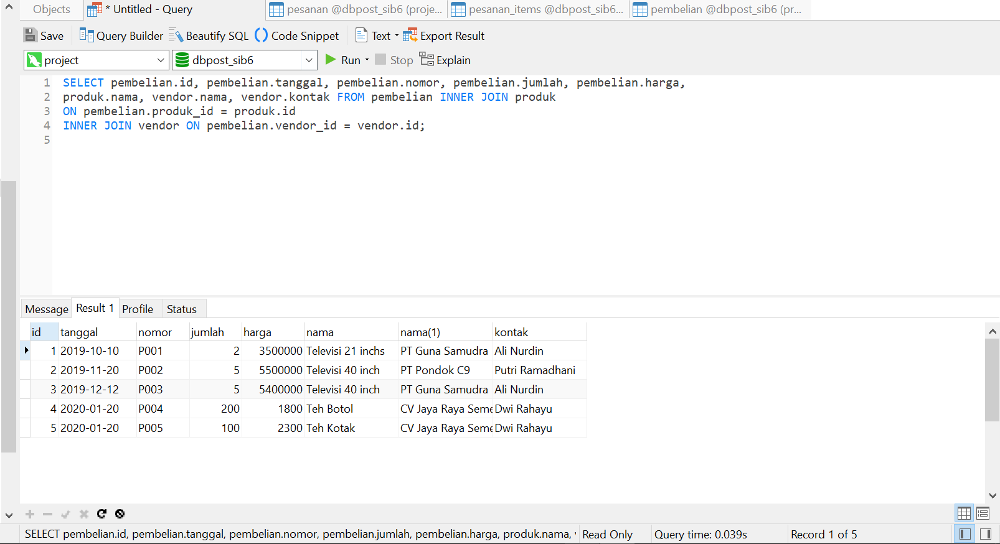 Objects * Untitled - Query pesanan @dbpost_sib6 (proje... pesanan_items @dbpost_sib6... pembelian @dbpost_sib6 (pr...
Save Query Builder Beautify SQL Code Snippet Text Export Result
project dbpost_sib6 Run Stop Explain
1 SELECT pembelian.id, pembelian.tanggal, pembelian.nomor, pembelian.jumlah, pembelian.harga,
2 produk.nama, vendor.nama, vendor.kontak FROM pembelian INNER JOIN produk
3 ON pembelian.produk_id = produk.id
4 INNER JOIN vendor ON pembelian.vendor_id = vendor.id;
5
Message Result 1 Profile Status
id tanggal nomor jumlah harga nama nama(1) kontak
1 2019-10-10 P001 2 3500000 Televisi 21 inchs PT Guna Samudra Ali Nurdin
2 2019-11-20 P002 5 5500000 Televisi 40 inch PT Pondok C9 Putri Ramadhani
3 2019-12-12 P003 5 5400000 Televisi 40 inch PT Guna Samudra Ali Nurdin
4 2020-01-20 P004 200 1800 Teh Botol CV Jaya Raya Seme Dwi Rahayu
5 2020-01-20 P005 100 2300 Teh Kotak CV Jaya Raya Seme Dwi Rahayu
SELECT pembelian.id, pembelian.tanggal, pembelian.nomor, pembelian.jumlah, pembelian.harga, produk.nama, Read Only Query time: 0.039s Record 1 of 5